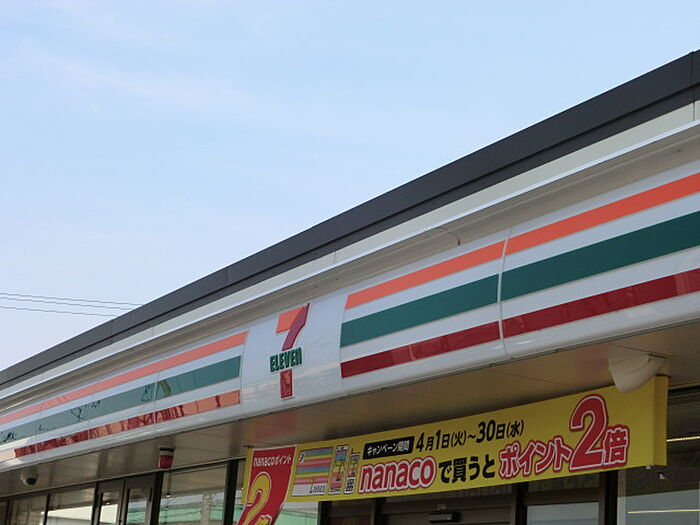 7
ELEVEN
nanacoポイント
2
キャンペーン期間 4月1日(火)〜30日(水)
nanacoで買うとポイント2倍